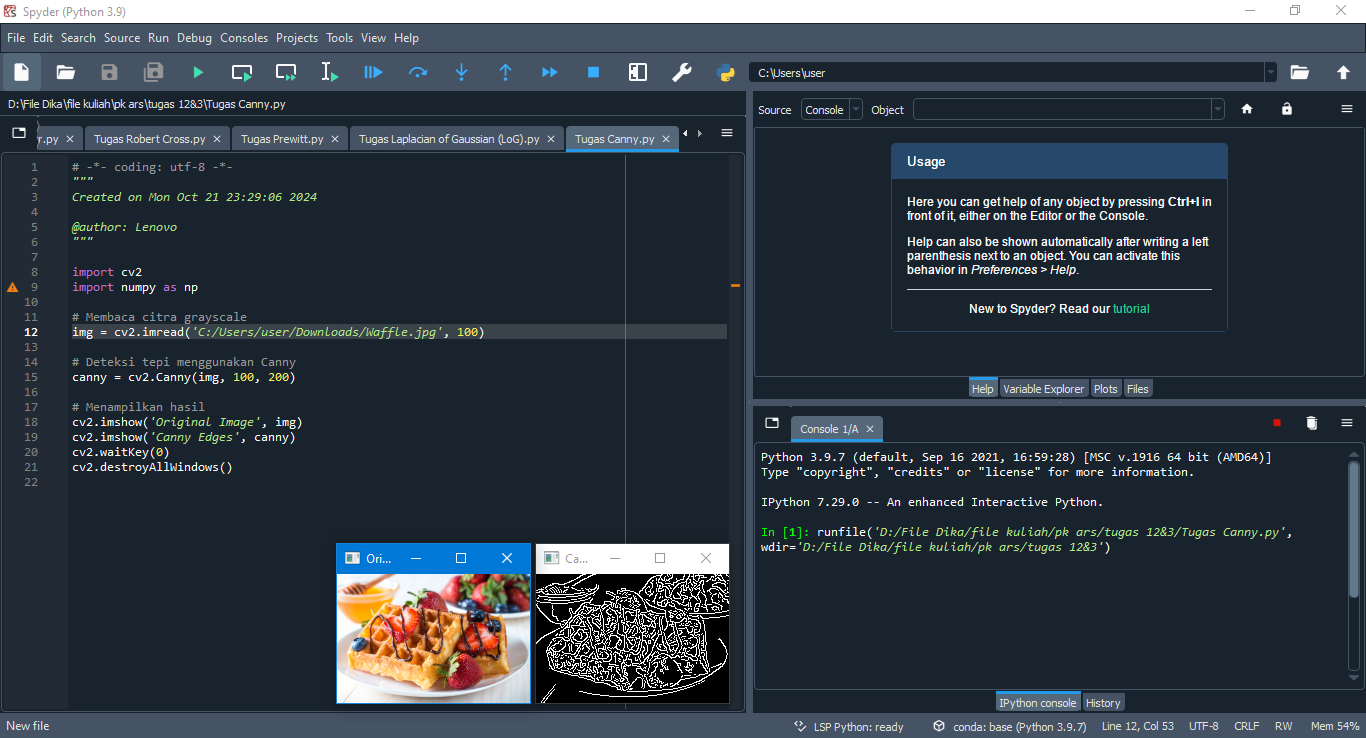 Spyder (Python 3.9)
File Edit Search Source Run Debug Consoles Projects Tools View Help
C:\Users\user
D:\File Dika\file kuliah\pk ars\tugas 12&3\Tugas Canny.py
r.py
Tugas Robert Cross.py
Tugas Prewitt.py
Tugas Laplacian of Gaussian (LoG).py
Tugas Canny.py
1 # -*- coding: utf-8 -*-
2 """
3 Created on Mon Oct 21 23:29:06 2024
4
5 @author: Lenovo
6 """
7
8 import cv2
9 import numpy as np
10
11 # Membaca citra grayscale
12 img = cv2.imread('C:/Users/user/Downloads/Waffle.jpg', 100)
13
14 # Deteksi tepi menggunakan Canny
15 canny = cv2.Canny(img, 100, 200)
16
17 # Menampilkan hasil
18 cv2.imshow('Original Image', img)
19 cv2.imshow('Canny Edges', canny)
20 cv2.waitKey(0)
21 cv2.destroyAllWindows()
22
Ori...
Ca...
Source Console Object
Usage
Here you can get help of any object by pressing Ctrl+I in
front of it, either on the Editor or the Console.
Help can also be shown automatically after writing a left
parenthesis next to an object. You can activate this
behavior in Preferences > Help.
New to Spyder? Read our tutorial
Help Variable Explorer Plots Files
Console 1/A
Python 3.9.7 (default, Sep 16 2021, 16:59:28) [MSC v.1916 64 bit (AMD64)]
Type "copyright", "credits" or "license" for more information.
IPython 7.29.0 -- An enhanced Interactive Python.
In [1]: runfile('D:/File Dika/file kuliah/pk ars/tugas 12&3/Tugas Canny.py',
wdir='D:/File Dika/file kuliah/pk ars/tugas 12&3')
IPython console History
New file
LSP Python: ready
conda: base (Python 3.9.7)
Line 12, Col 53
UTF-8
CRLF
RW
Mem 54%